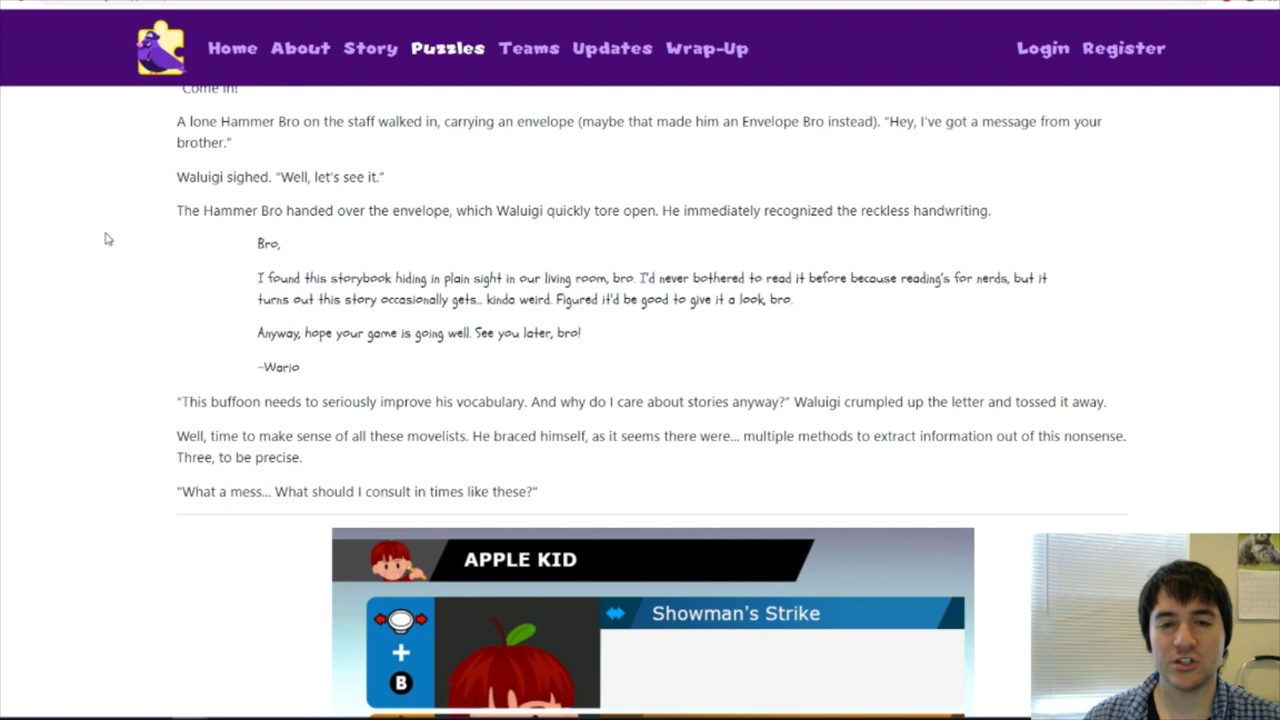 Home About Story Puzzles Teams Updates Wrap-Up Login Register
"Come in!
A lone Hammer Bro on the staff walked in, carrying an envelope (maybe that made him an Envelope Bro instead). “Hey, I've got a message from your
brother.”
Waluigi sighed. “Well, let's see it.”
The Hammer Bro handed over the envelope, which Waluigi quickly tore open. He immediately recognized the reckless handwriting.
Bro,
I found this storybook hiding in plain sight in our living room, bro. I'd never bothered to read it before because reading's for nerds, but it
turns out this story occasionally gets... kinda weird. Figured it'd be good to give it a look, bro.
Anyway, hope your game is going well. See you later, bro!
-Wario
“This buffoon needs to seriously improve his vocabulary. And why do I care about stories anyway?” Waluigi crumpled up the letter and tossed it away.
Well, time to make sense of all these movelists. He braced himself, as it seems there were... multiple methods to extract information out of this nonsense.
Three, to be precise.
"What a mess... What should I consult in times like these?"
APPLE KID
Showman's Strike
+
B